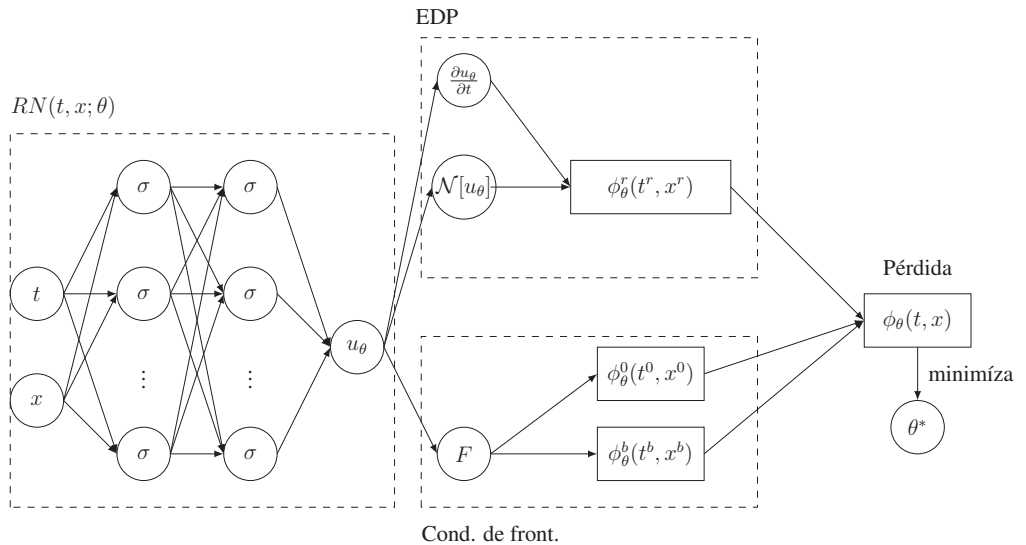 EDP
RN(t, x; θ)
∂u_θ/∂t
σ σ
N[u_θ] φ^r_θ(t^r, x^r)
t σ σ
Pérdida
φ_θ(t, x)
u_θ
x ⋮ ⋮
φ^0_θ(t^0, x^0)
minimíza
σ σ
F φ^b_θ(t^b, x^b)
θ*
Cond. de front.